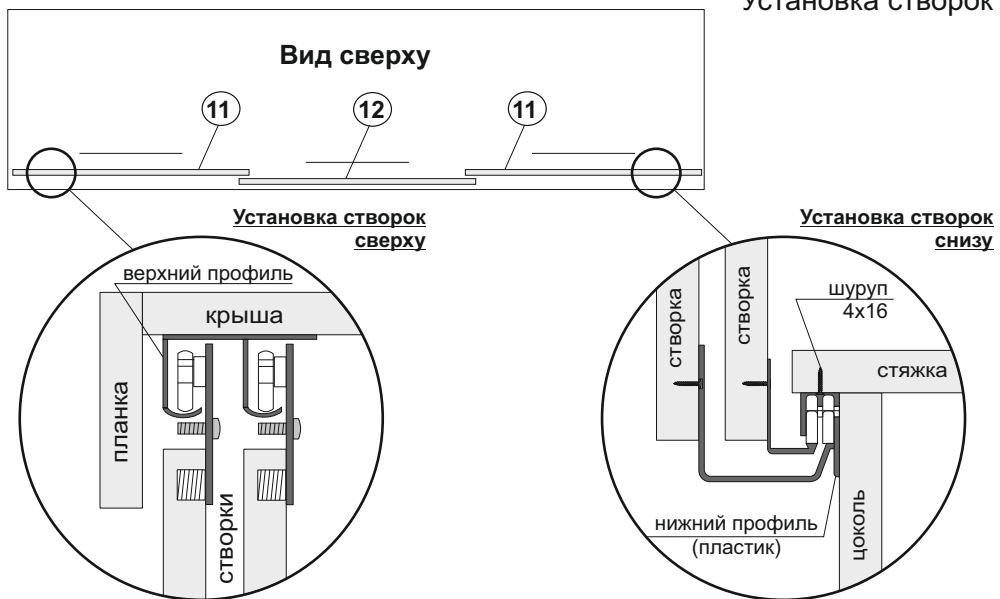 Установка створок
Вид сверху
11
12
11
Установка створок
сверху
Установка створок
снизу
верхний профиль
крыша
планка
створки
створка
створка
шуруп
4х16
стяжка
нижний профиль
(пластик)
цоколь